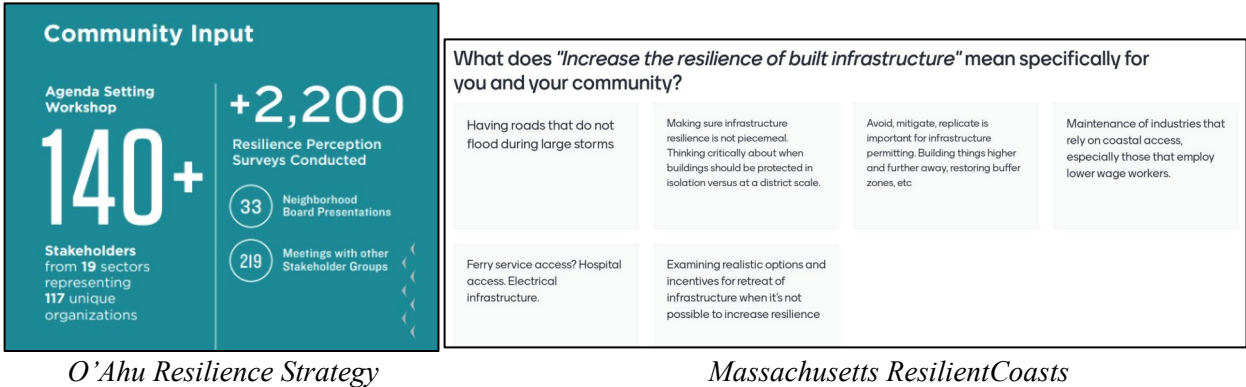 Community Input
Agenda Setting
Workshop
140+
Stakeholders
from 19 sectors
representing
117 unique
organizations
+2,200
Resilience Perception
Surveys Conducted
33
Neighborhood
Board Presentations
219
Meetings with other
Stakeholder Groups
What does "Increase the resilience of built infrastructure" mean specifically for
you and your community?
Having roads that do not
flood during large storms
Making sure infrastructure
resilience is not piecemeal.
Thinking critically about when
buildings should be protected in
isolation versus at a district scale.
Avoid, mitigate, replicate is
important for infrastructure
permitting. Building things higher
and further away, restoring buffer
zones, etc
Maintenance of industries that
rely on coastal access,
especially those that employ
lower wage workers.
Ferry service access? Hospital
access. Electrical
infrastructure.
Examining realistic options and
incentives for retreat of
infrastructure when it's not
possible to increase resilience
O'Ahu Resilience Strategy
Massachusetts ResilientCoasts